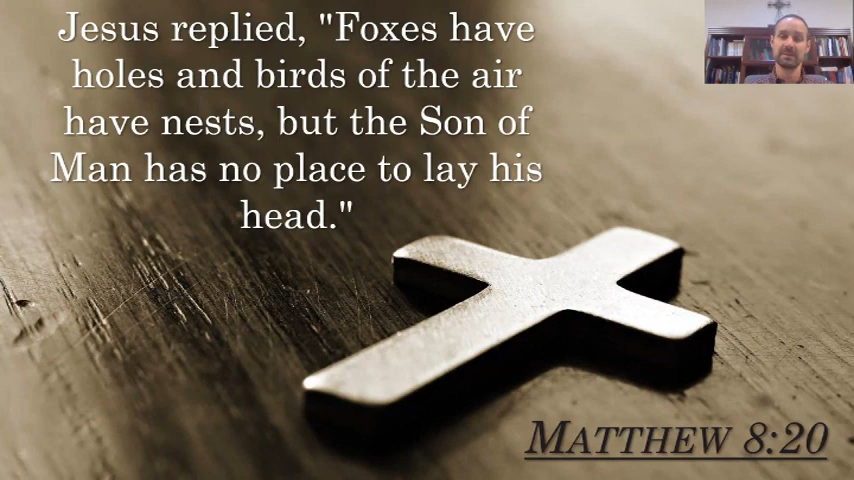 Jesus replied, "Foxes have
holes and birds of the air
have nests, but the Son of
Man has no place to lay his
head."
MATTHEW 8:20